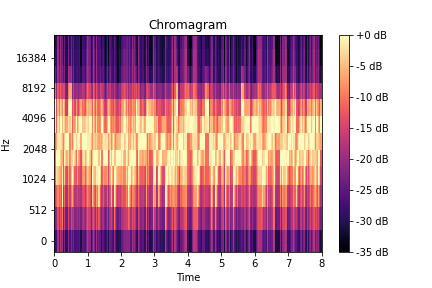 Chromagram
Hz
16384
8192
4096
2048
1024
512
0
0 1 2 3 4 5 6 7 8
Time
+0 dB
-5 dB
-10 dB
-15 dB
-20 dB
-25 dB
-30 dB
-35 dB